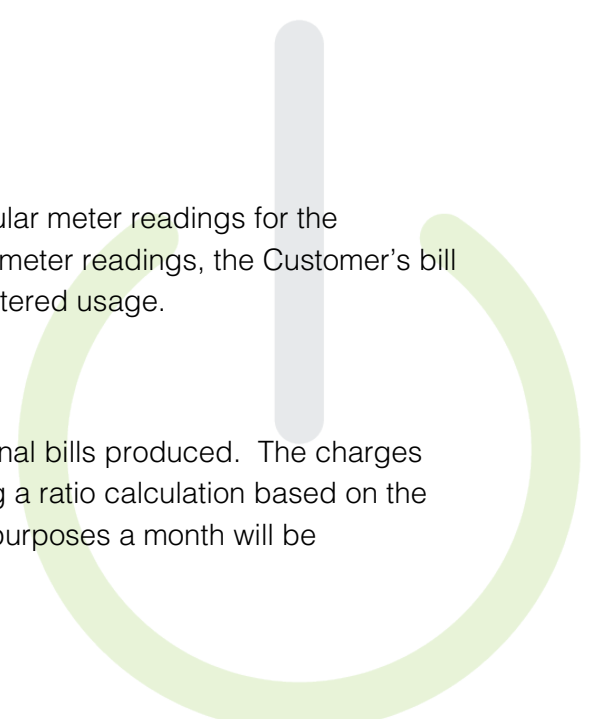 ular meter readings for the
meter readings, the Customer’s bill
tered usage.
nal bills produced.  The charges
g a ratio calculation based on the
purposes a month will be